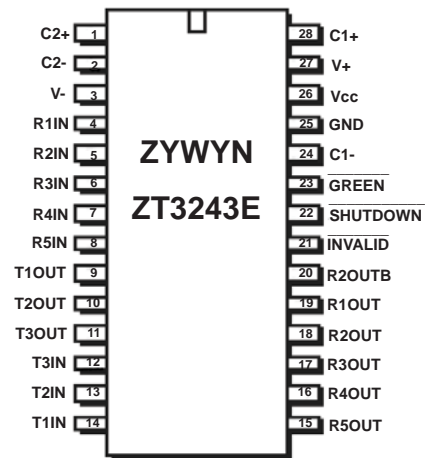 C2+ 1 28 C1+
C2- 2 27 V+
V- 3 26 Vcc
R1IN 4 25 GND
R2IN 5 24 C1-
R3IN 6 23 GREEN
R4IN 7 22 SHUTDOWN
R5IN 8 21 INVALID
T1OUT 9 20 R2OUTB
T2OUT 10 19 R1OUT
T3OUT 11 18 R2OUT
T3IN 12 17 R3OUT
T2IN 13 16 R4OUT
T1IN 14 15 R5OUT
ZYWYN
ZT3243E